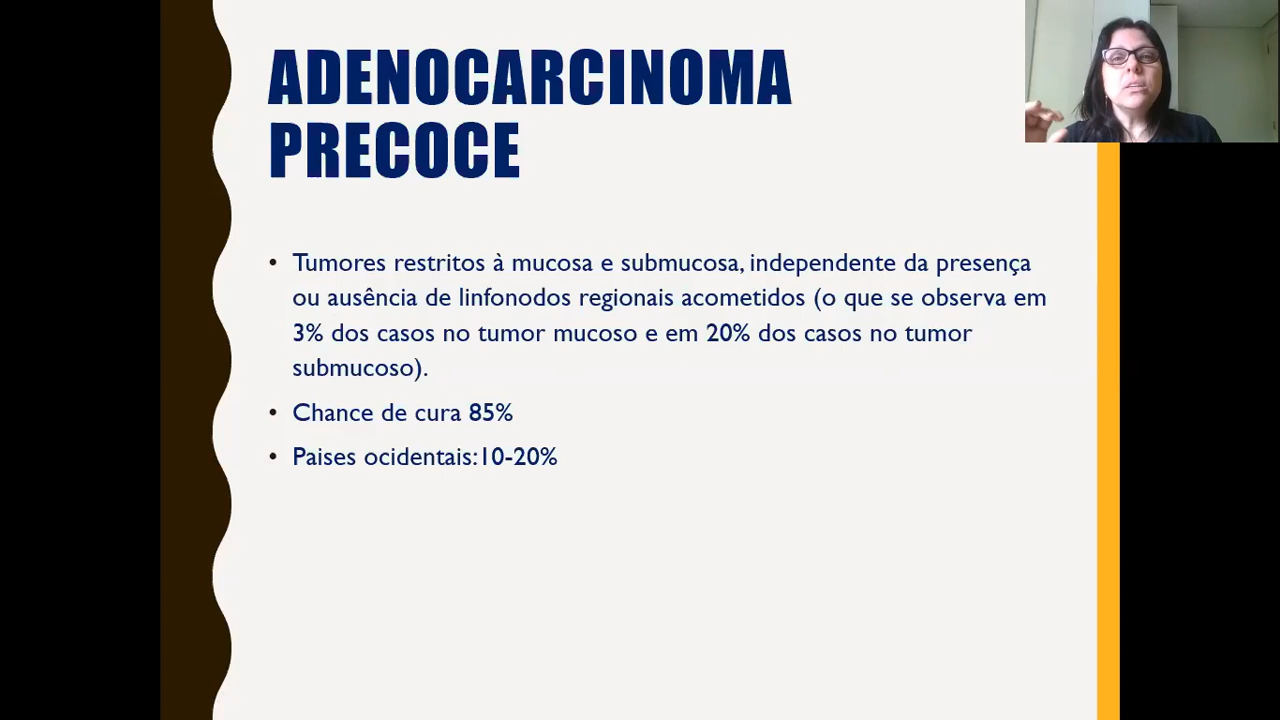 ADENOCARCINOMA
PRECOCE
• Tumores restritos à mucosa e submucosa, independente da presença
ou ausência de linfonodos regionais acometidos (o que se observa em
3% dos casos no tumor mucoso e em 20% dos casos no tumor
submucoso).
• Chance de cura 85%
• Paises ocidentais:10-20%